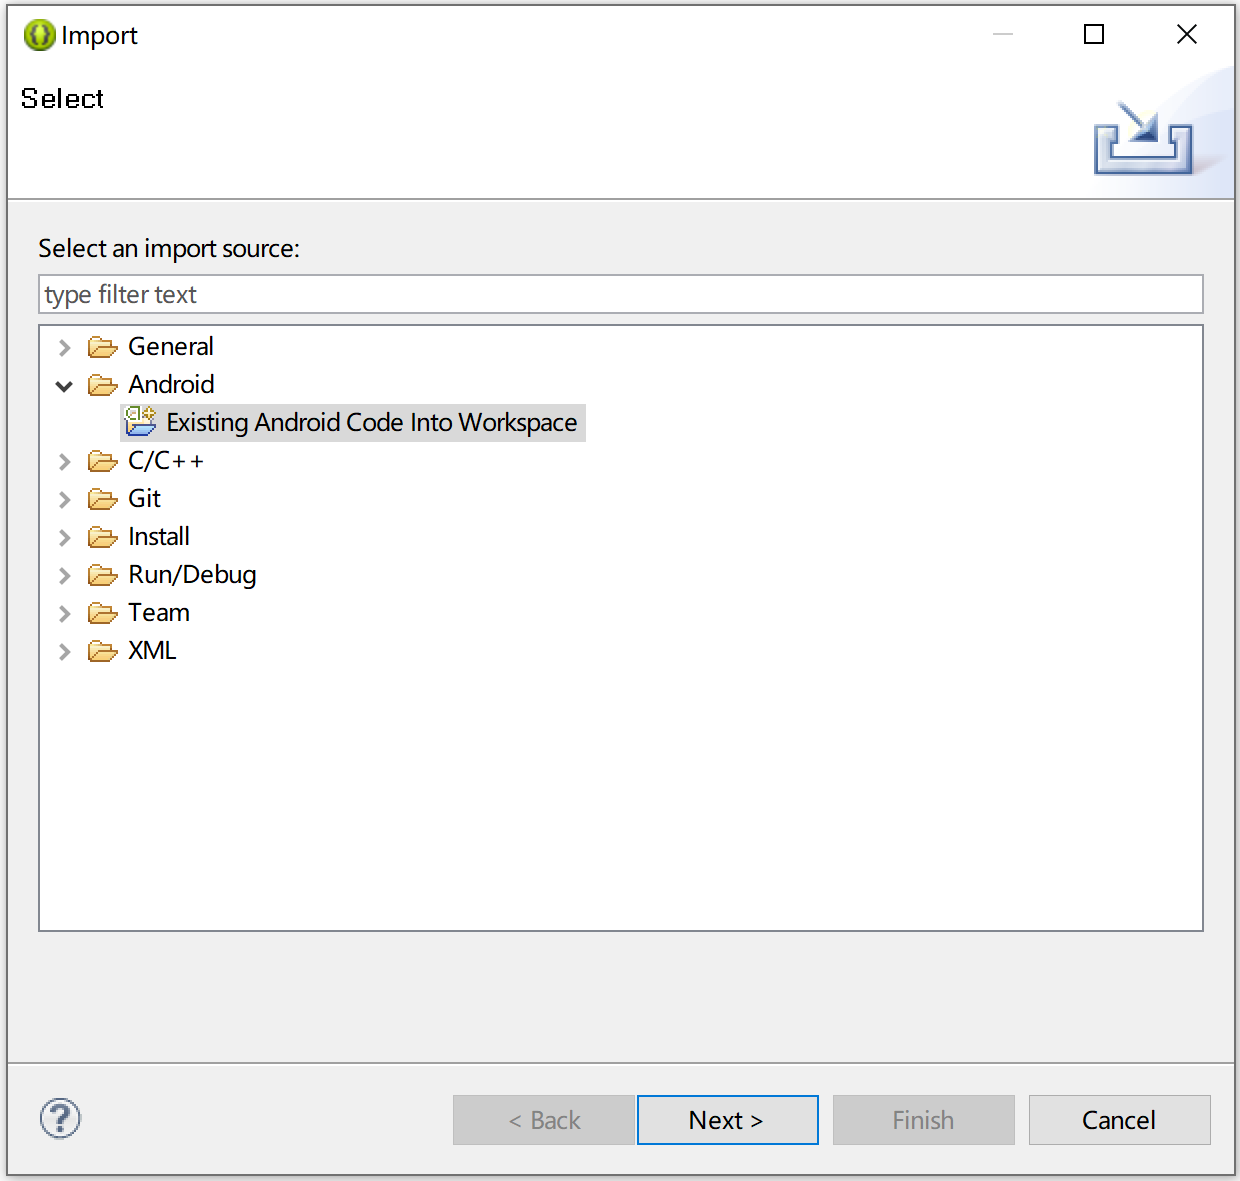 Import
Select
Select an import source:
type filter text
General
Android
Existing Android Code Into Workspace
C/C++
Git
Install
Run/Debug
Team
XML
< Back Next > Finish Cancel